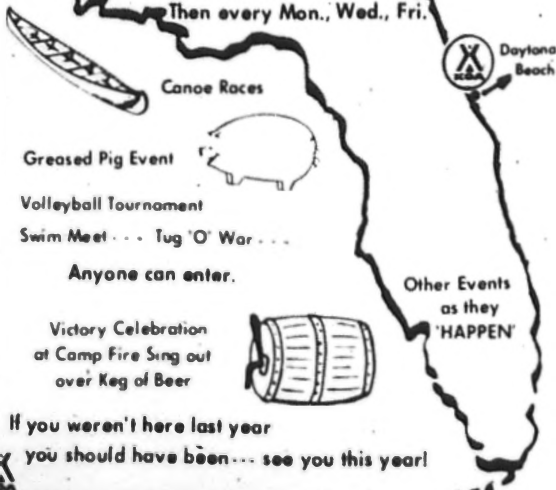 Then every Mon., Wed., Fri.
KOA
Daytona
Beach
Canoe Races
Greased Pig Event
Volleyball Tournament
Swim Meet - - - Tug 'O' War - - -
Anyone can enter.
Other Events
as they
'HAPPEN'
Victory Celebration
at Camp Fire Sing out
over Keg of Beer
If you weren't here last year
you should have been--- see you this year!